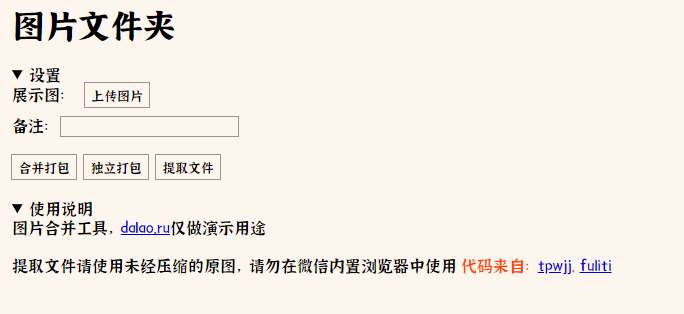 图片文件夹
▼ 设置
展示图: 上传图片
备注:
合并打包 独立打包 提取文件
▼ 使用说明
图片合并工具, dalao.ru仅做演示用途
提取文件请使用未经压缩的原图, 请勿在微信内置浏览器中使用 代码来自: tpwjj, fuliti